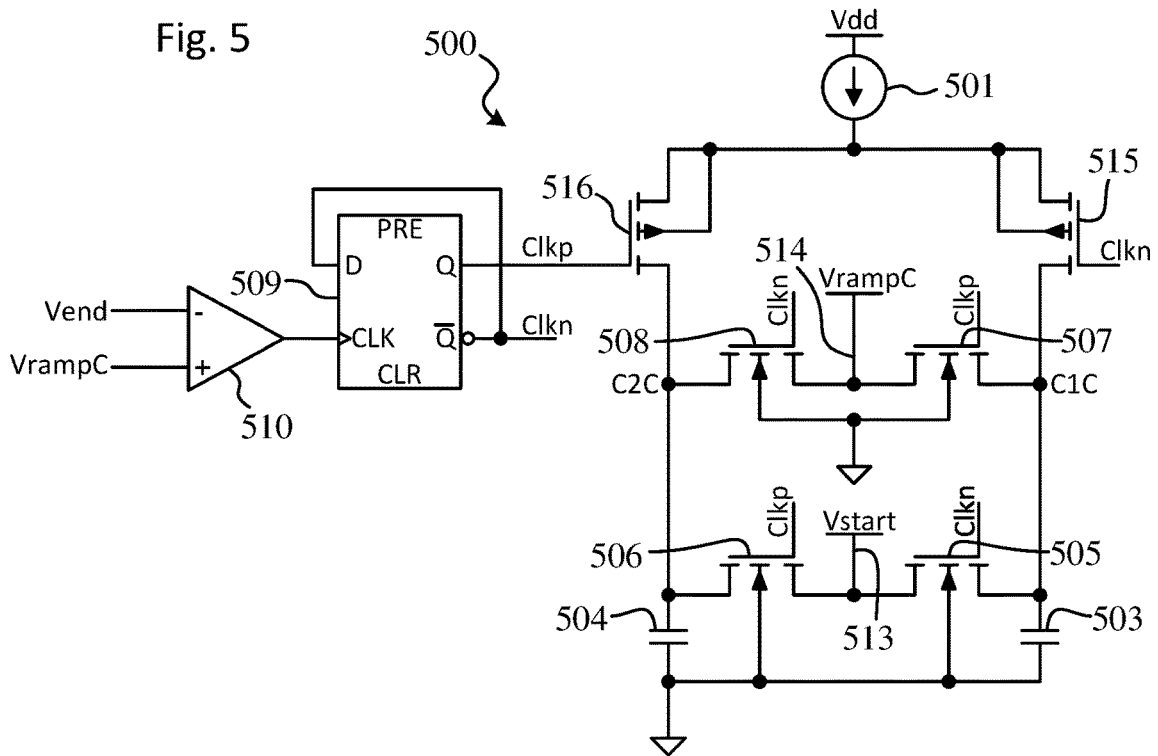 Fig. 5
500
Vdd
501
516
515
PRE
D
Q
Clkp
Clkn
509
514
VrampC
Vend
-
CLK
Q
Clkn
Clkn
Clkp
508
507
VrampC
+
CLR
C2C
C1C
510
Clkp
Vstart
Clkn
506
505
504
513
503